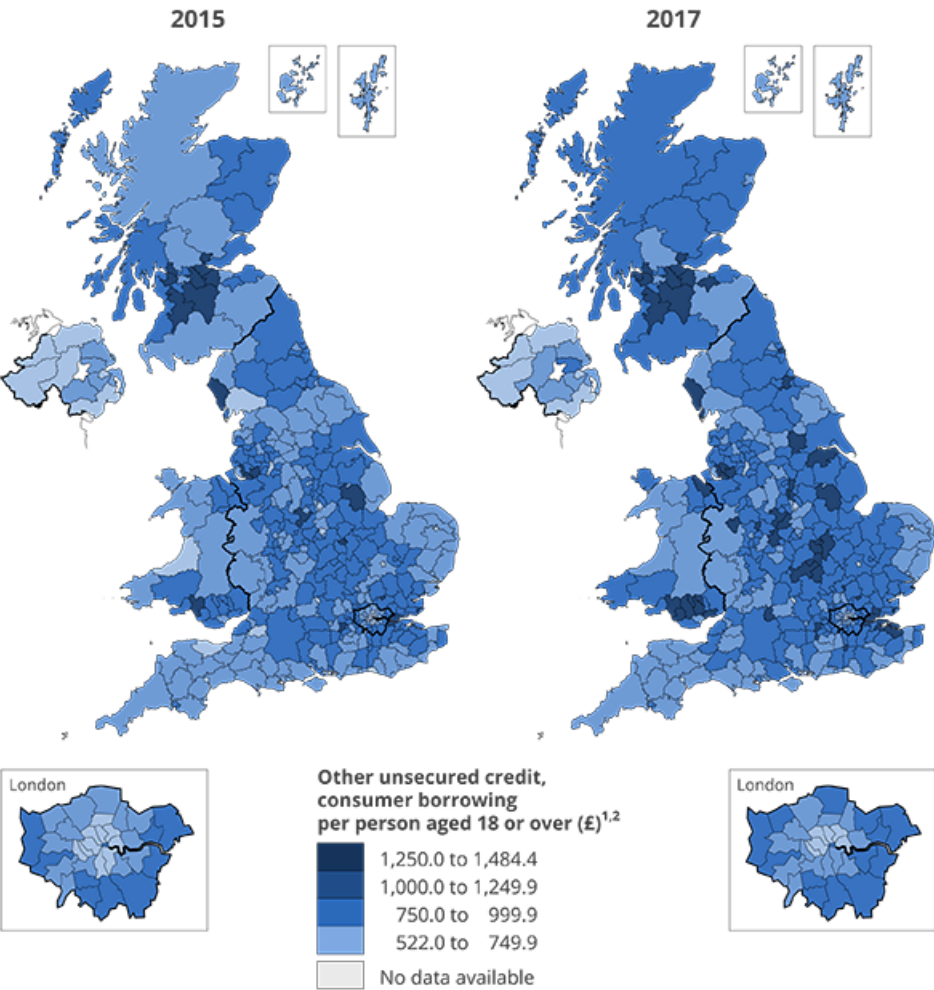 2015
2017
London
Other unsecured credit,
consumer borrowing
per person aged 18 or over (£)1,2
1,250.0 to 1,484.4
1,000.0 to 1,249.9
750.0 to 999.9
522.0 to 749.9
No data available
London